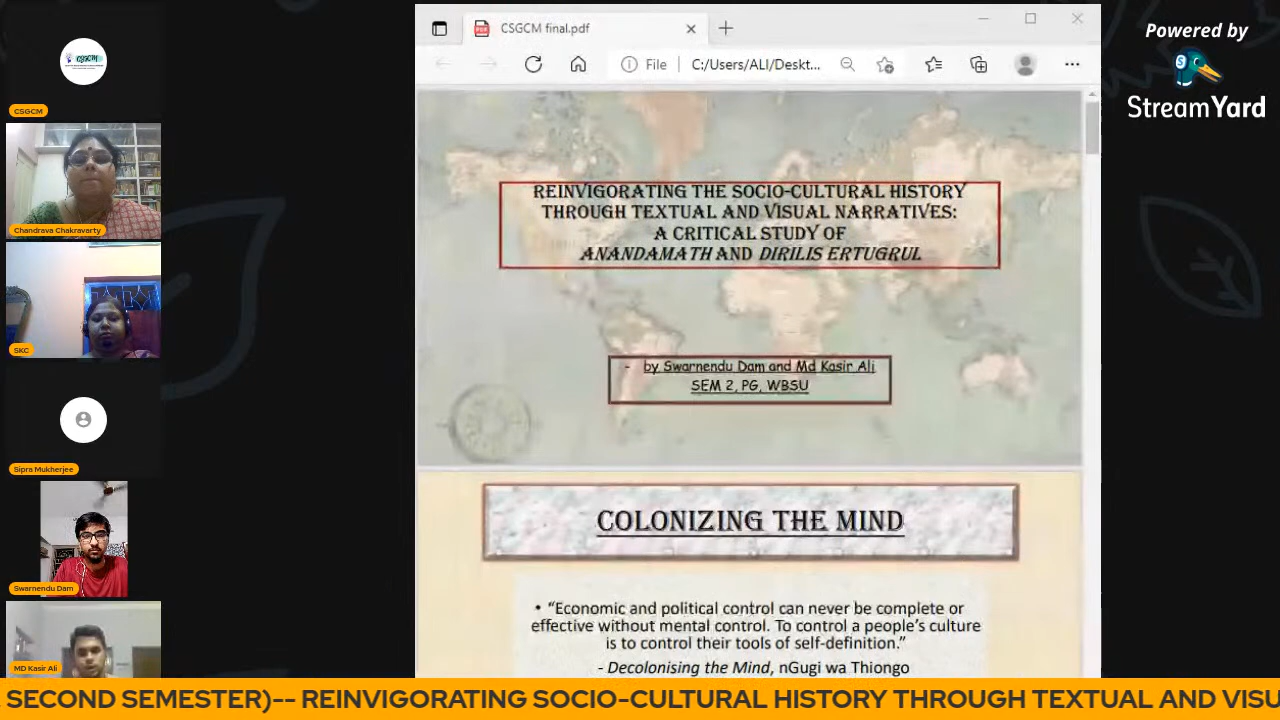 CSGCM
CSGCM
Chandrava Chakravarty
SKC
Sipra Mukherjee
Swarnendu Dam
MD Kasir Ali
CSGCM final.pdf
File
C:/Users/ALI/Deskt...
REINVIGORATING THE SOCIO-CULTURAL HISTORY
THROUGH TEXTUAL AND VISUAL NARRATIVES:
A CRITICAL STUDY OF
ANANDAMATH AND DIRILIS ERTUGRUL
- by Swarnendu Dam and Md Kasir Ali
SEM 2, PG, WBSU
COLONIZING THE MIND
• “Economic and political control can never be complete or
effective without mental control. To control a people’s culture
is to control their tools of self-definition.”
- Decolonising the Mind, nGugi wa Thiongo
Powered by
StreamYard
SECOND SEMESTER)-- REINVIGORATING SOCIO-CULTURAL HISTORY THROUGH TEXTUAL AND VISU